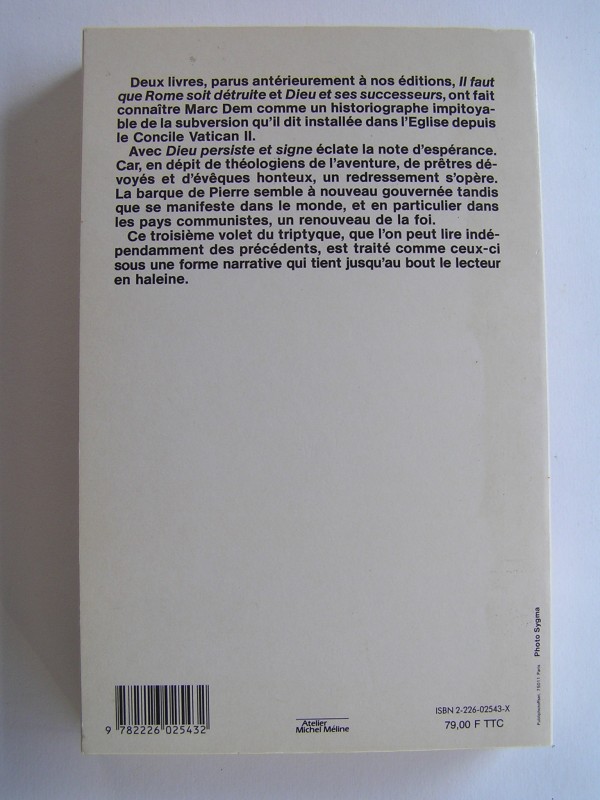 Deux livres, parus antérieurement à nos éditions, Il faut
que Rome soit détruite et Dieu et ses successeurs, ont fait
connaître Marc Dem comme un historiographe impitoya-
ble de la subversion qu'il dit installée dans l'Eglise depuis
le Concile Vatican II.
Avec Dieu persiste et signe éclate la note d'espérance.
Car, en dépit de théologiens de l'aventure, de prêtres dé-
voyés et d'évêques honteux, un redressement s'opère.
La barque de Pierre semble à nouveau gouvernée tandis
que se manifeste dans le monde, et en particulier dans
les pays communistes, un renouveau de la foi.
Ce troisième volet du triptyque, que l'on peut lire indé-
pendamment des précédents, est traité comme ceux-ci
sous une forme narrative qui tient jusqu'au bout le lecteur
en haleine.
Photo Sygma
75011 Paris
ISBN 2-226-02543-X
79,00 F TTC
Atelier
Michel Méline
9 782226 025432